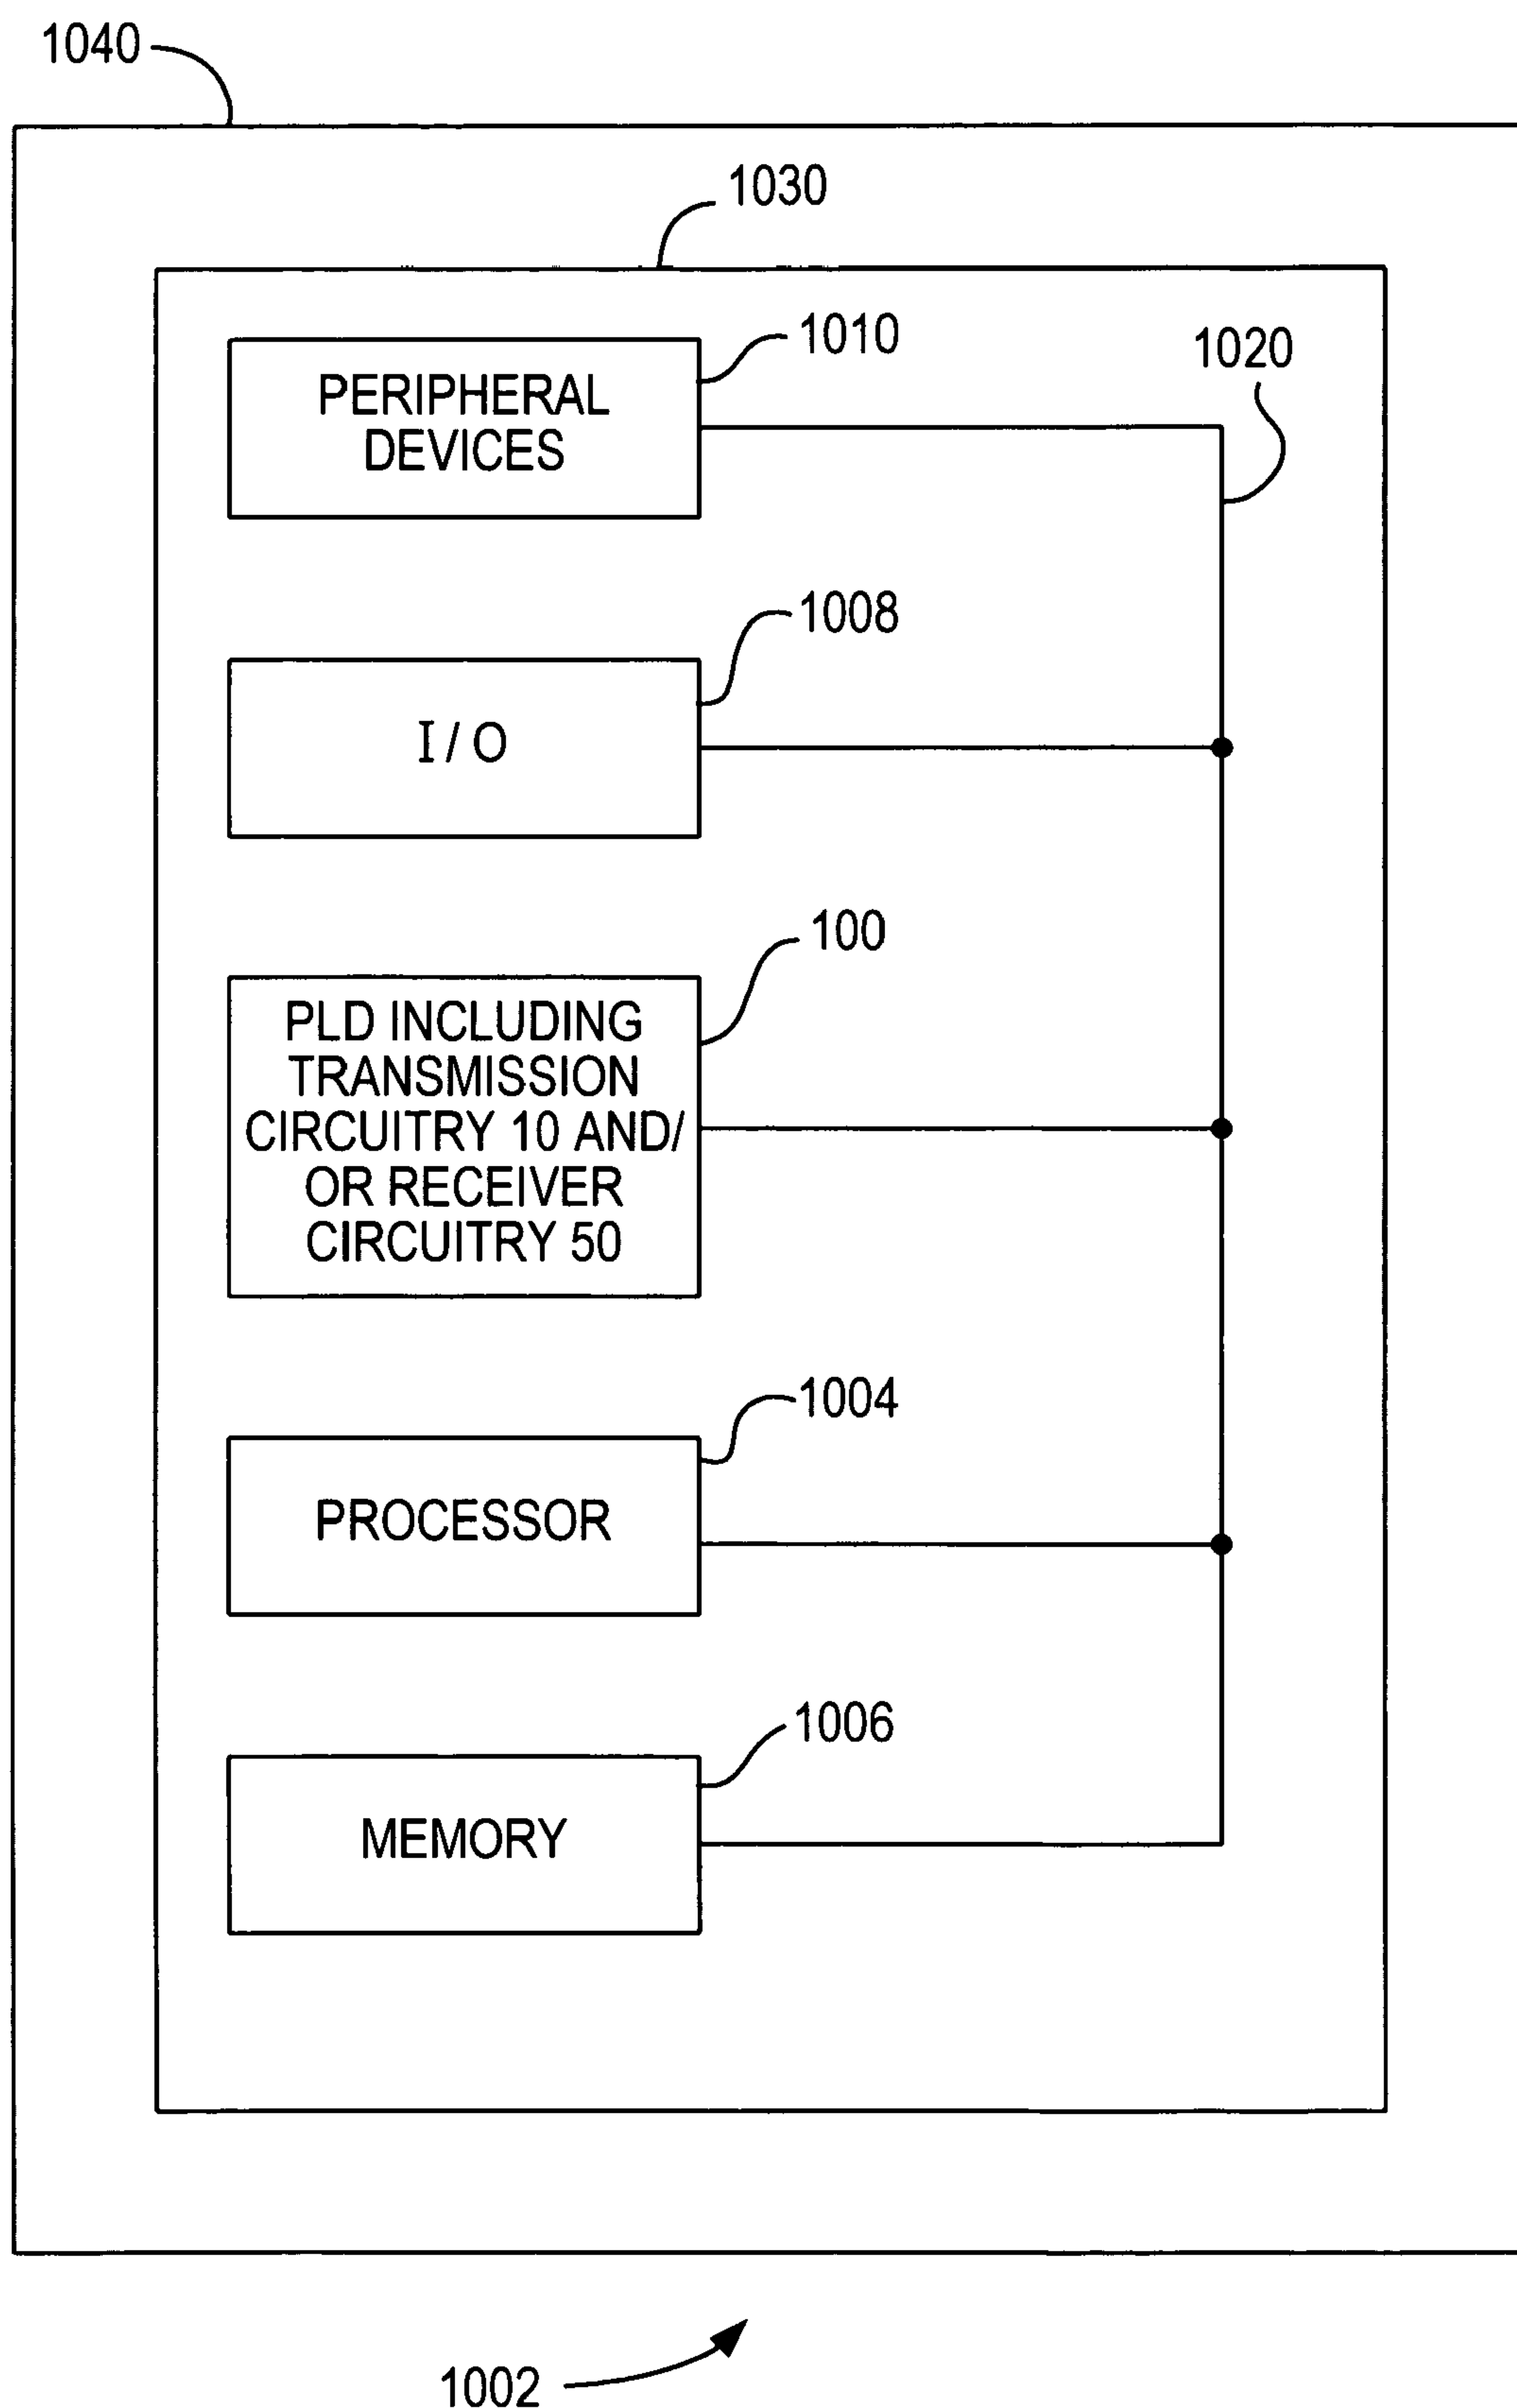 1040
1030
1010
PERIPHERAL
DEVICES
1020
1008
I / O
100
PLD INCLUDING
TRANSMISSION
CIRCUITRY 10 AND/
OR RECEIVER
CIRCUITRY 50
1004
PROCESSOR
1006
MEMORY
1002